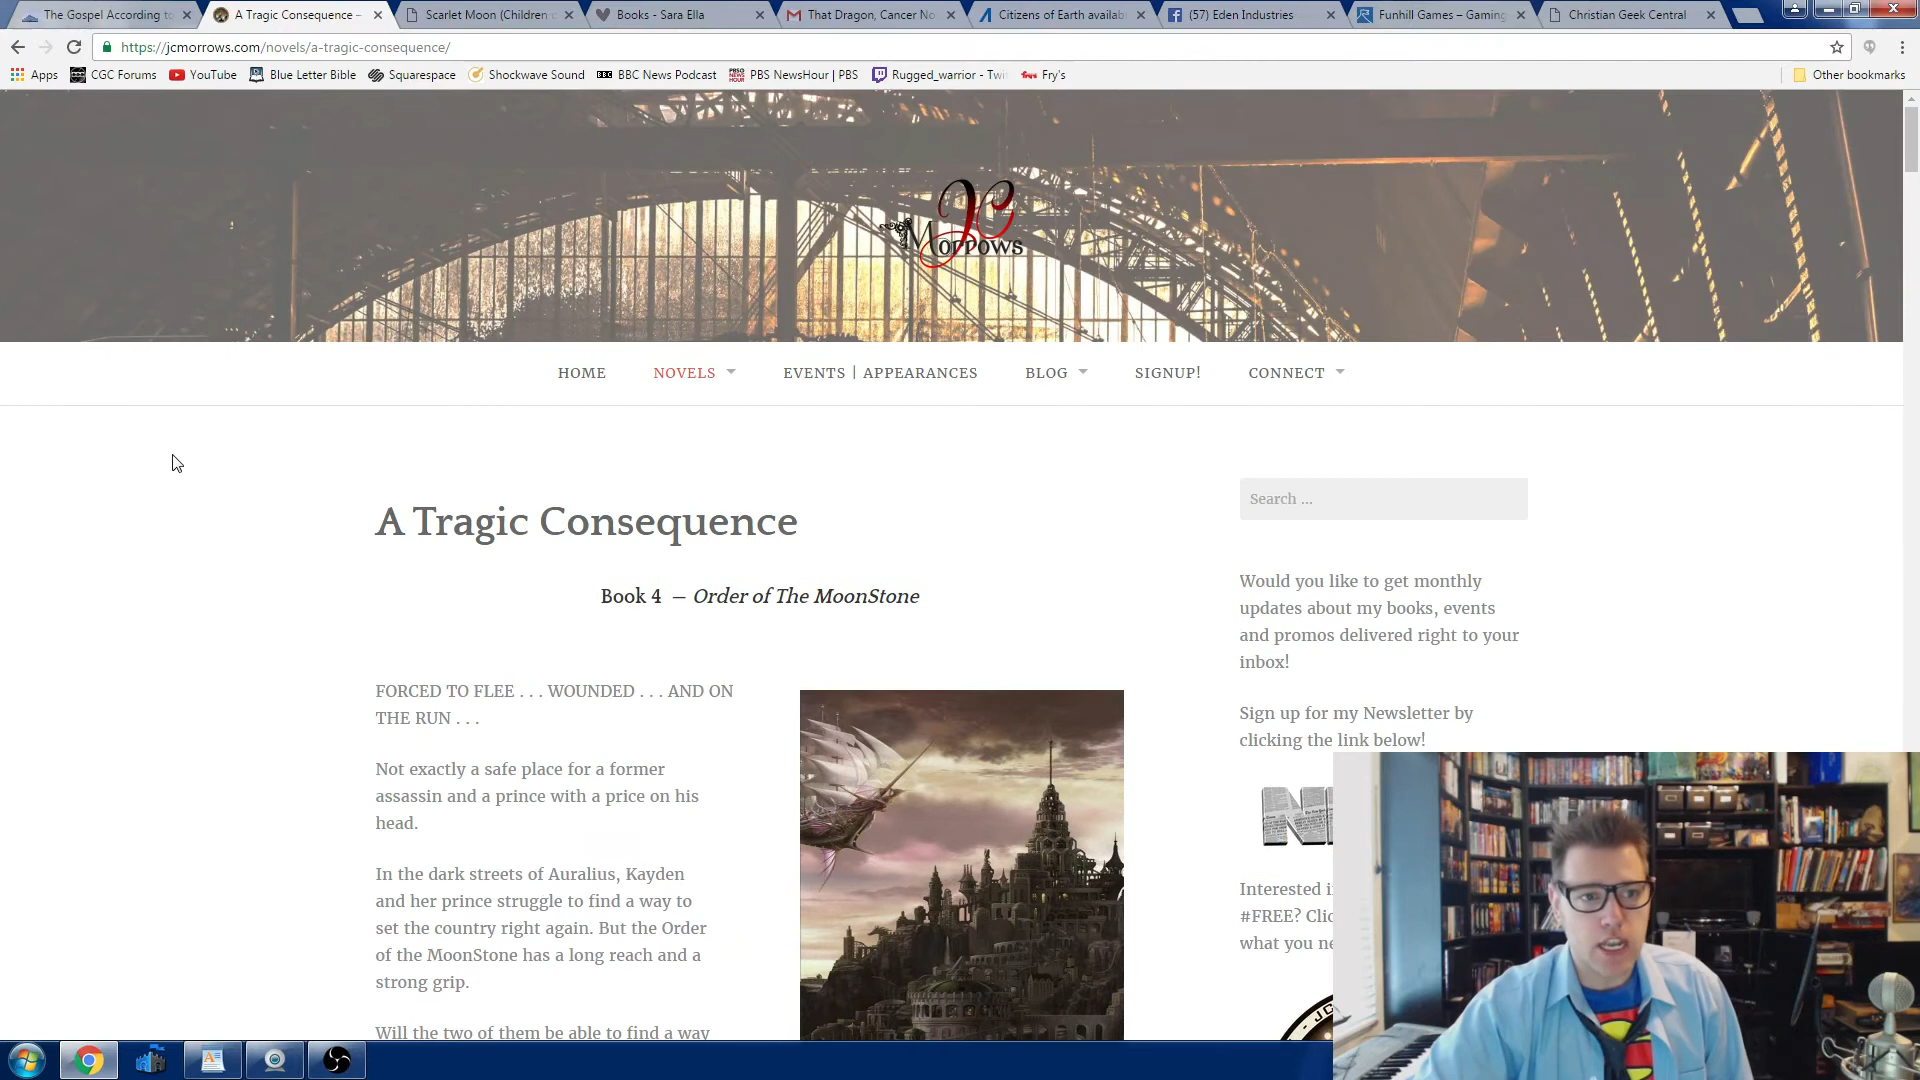 The Gospel According to
A Tragic Consequence –
Scarlet Moon (Children
Books - Sara Ella
That Dragon, Cancer No
Citizens of Earth availab
(57) Eden Industries
Funhill Games – Gaming
Christian Geek Central
https://jcmorrows.com/novels/a-tragic-consequence/
Apps
CGC Forums
YouTube
Blue Letter Bible
Squarespace
Shockwave Sound
BBC News Podcast
PBS NewsHour | PBS
Rugged_warrior - Twi
Fry's
Other bookmarks
JC
Morrows
HOME
NOVELS
EVENTS | APPEARANCES
BLOG
SIGNUP!
CONNECT
A Tragic Consequence
Book 4 – Order of The MoonStone
FORCED TO FLEE . . . WOUNDED . . . AND ON
THE RUN . . .
Not exactly a safe place for a former
assassin and a prince with a price on his
head.
In the dark streets of Auralius, Kayden
and her prince struggle to find a way to
set the country right again. But the Order
of the MoonStone has a long reach and a
strong grip.
Will the two of them be able to find a way
Search ...
Would you like to get monthly
updates about my books, events
and promos delivered right to your
inbox!
Sign up for my Newsletter by
clicking the link below!
Interested i
#FREE? Clic
what you ne